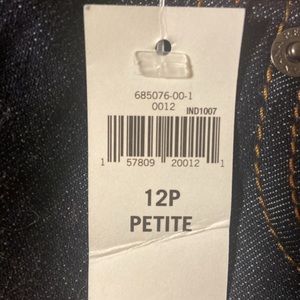 685076-00-1
0012
IND1007
1 57809 20012 1
12P
PETITE